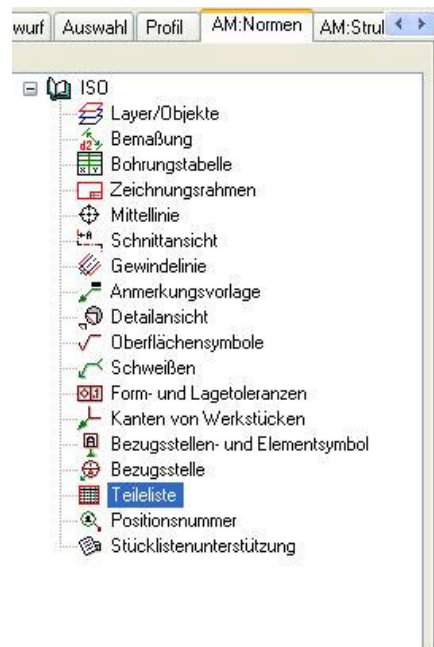 wurf Auswahl Profil AM:Normen AM:Struk
ISO
Layer/Objekte
Bemaßung
Bohrungstabelle
Zeichnungsrahmen
Mittellinie
Schnittansicht
Gewindelinie
Anmerkungsvorlage
Detailansicht
Oberflächensymbole
Schweißen
Form- und Lagetoleranzen
Kanten von Werkstücken
Bezugsstellen- und Elementsymbol
Bezugsstelle
Teileliste
Positionsnummer
Stücklistenunterstützung